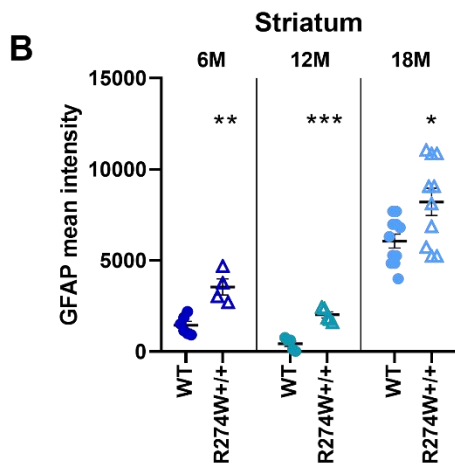 B
Striatum
6M 12M 18M
** *** *
GFAP mean intensity
15000
10000
5000
0
WT R274W+/+ WT R274W+/+ WT R274W+/+